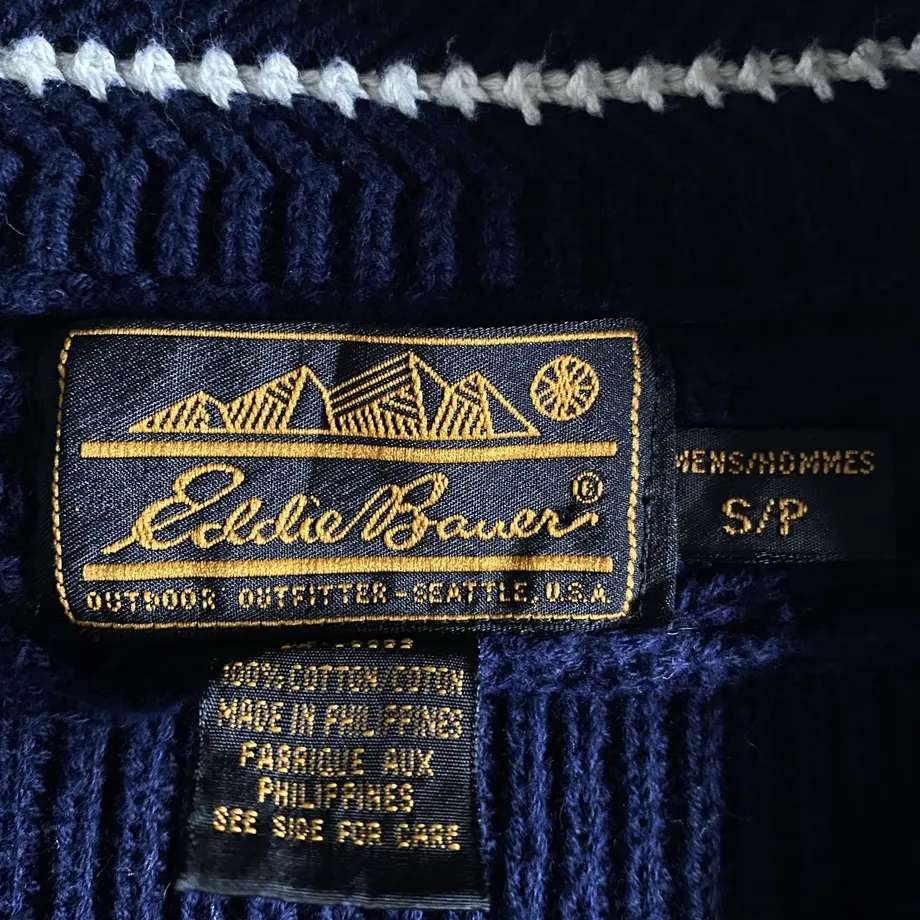 Eddie Bauer®
OUTDOOR OUTFITTER - SEATTLE, U.S.A.
MENS/HOMMES
S/P
100% COTTON/COTON
MADE IN PHILIPPINES
FABRIQUE AUX
PHILIPPINES
SEE SIDE FOR CARE